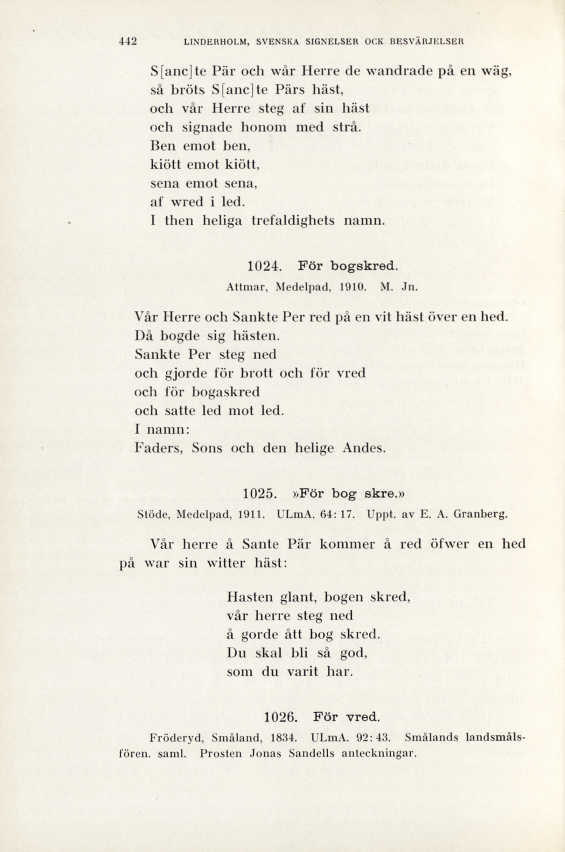 442 LINDERHOLM, SVENSKA SIGNELSER OCK BESVÄRJELSER
S[anc]te Pär och wår Herre de wandrade på en wäg,
så bröts S[anc]te Pärs häst,
och vår Herre steg af sin häst
och signade honom med strå.
Ben emot ben,
kiött emot kiött,
sena emot sena,
af wred i led.
I then heliga trefaldighets namn.
1024. För bogskred.
Attmar, Medelpad, 1910. M. Jn.
Vår Herre och Sankte Per red på en vit häst över en hed.
Då bogde sig hästen.
Sankte Per steg ned
och gjorde för brott och för vred
och för bogaskred
och satte led mot led.
I namn:
Faders, Sons och den helige Andes.
1025. »För bog skre.»
Stöde, Medelpad, 1911. ULmA. 64: 17. Uppt. av E. A. Granberg.
Vår herre å Sante Pär kommer å red öfwer en hed
på war sin witter häst:
Hasten glant, bogen skred,
vår herre steg ned
å gorde ått bog skred.
Du skal bli så god,
som du varit har.
1026. För vred.
Fröderyd, Småland, 1834. ULmA. 92: 43. Smålands landsmåls-
fören. saml. Prosten Jonas Sandells anteckningar.